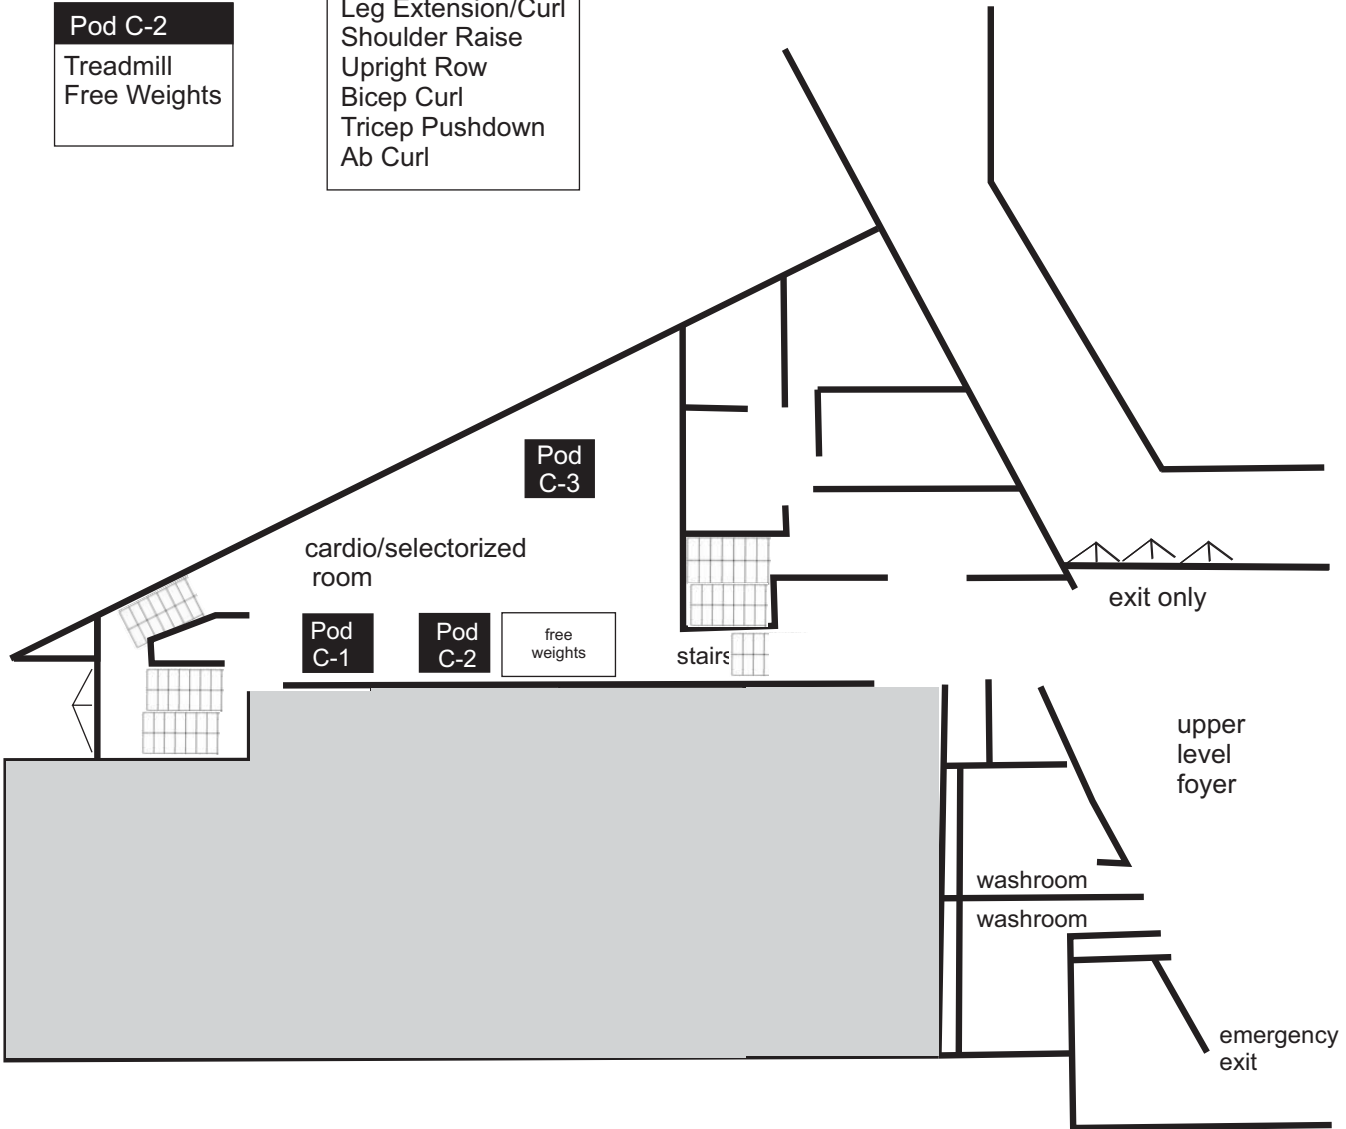 Pod C-2
Treadmill
Free Weights
Leg Extension/Curl
Shoulder Raise
Upright Row
Bicep Curl
Tricep Pushdown
Ab Curl
Pod
C-3
cardio/selectorized
room
Pod
C-1
Pod
C-2
free
weights
stairs
exit only
upper
level
foyer
washroom
washroom
emergency
exit